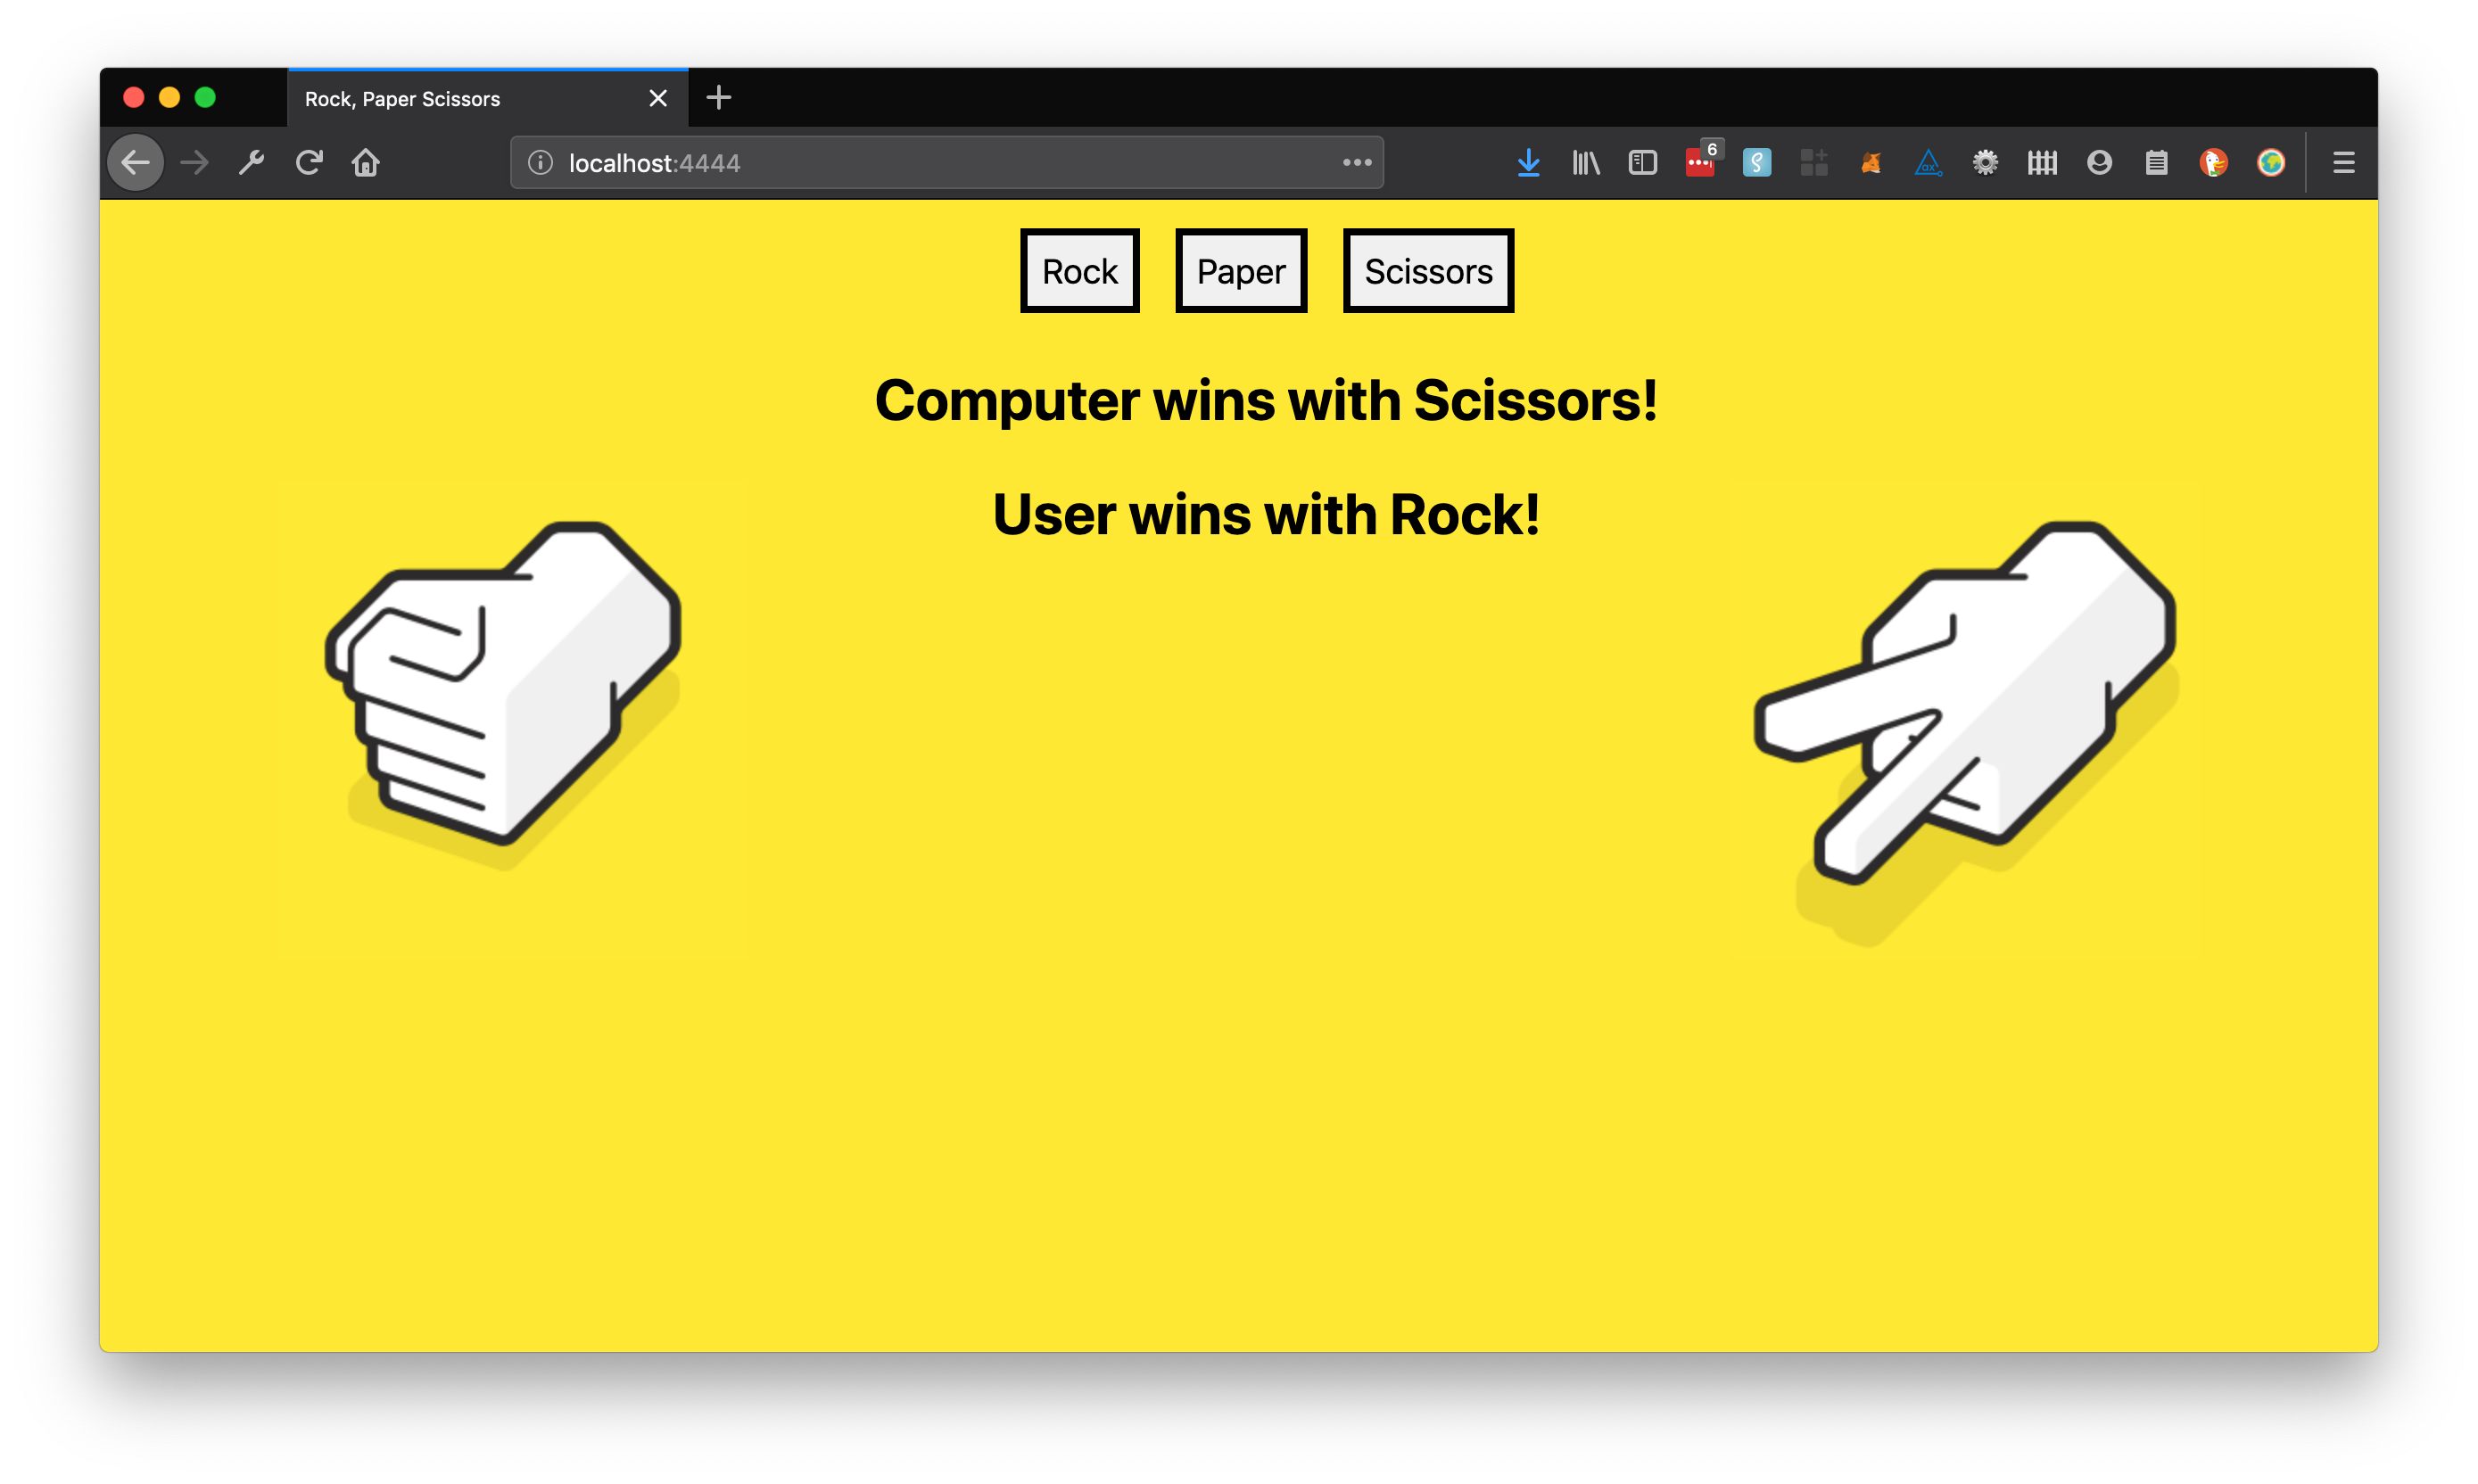 Rock, Paper Scissors
localhost:4444
6
Rock
Paper
Scissors
Computer wins with Scissors!
User wins with Rock!